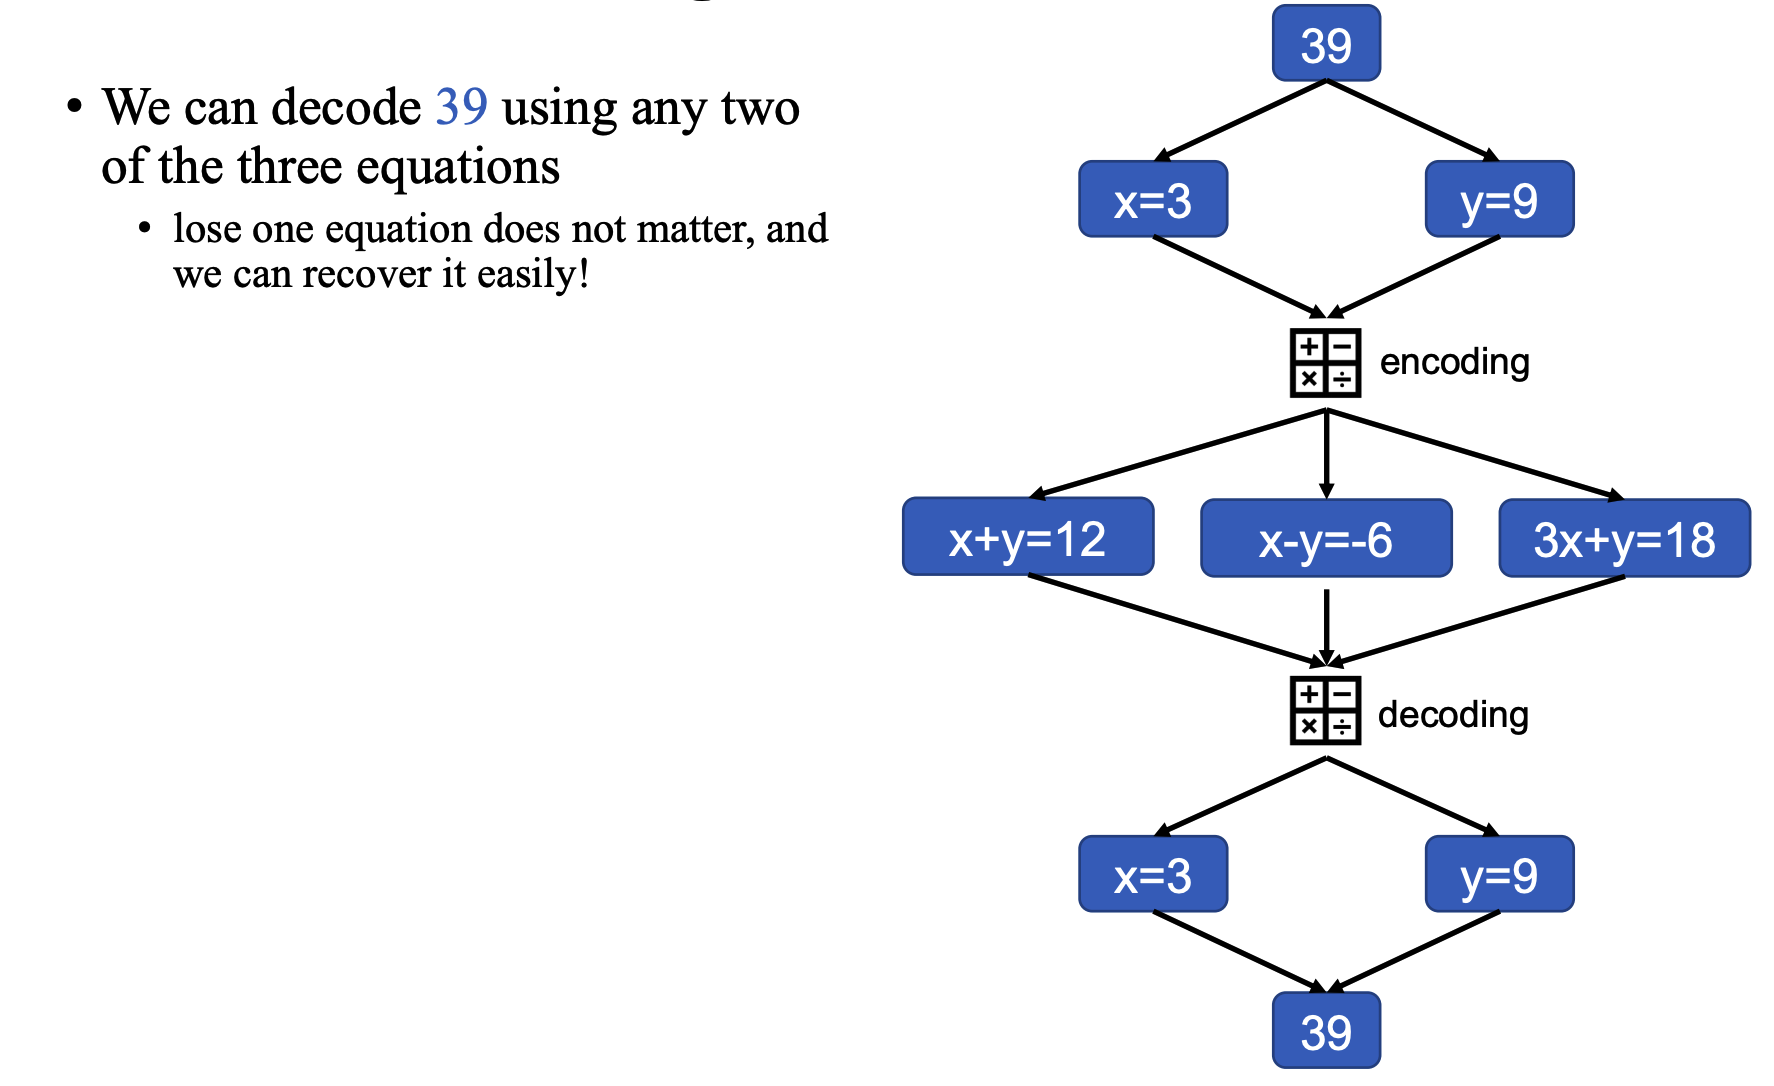 • We can decode 39 using any two
of the three equations
• lose one equation does not matter, and
we can recover it easily!
39
x=3 y=9
+ −
× ÷
encoding
x+y=12 x-y=-6 3x+y=18
+ −
× ÷
decoding
x=3 y=9
39